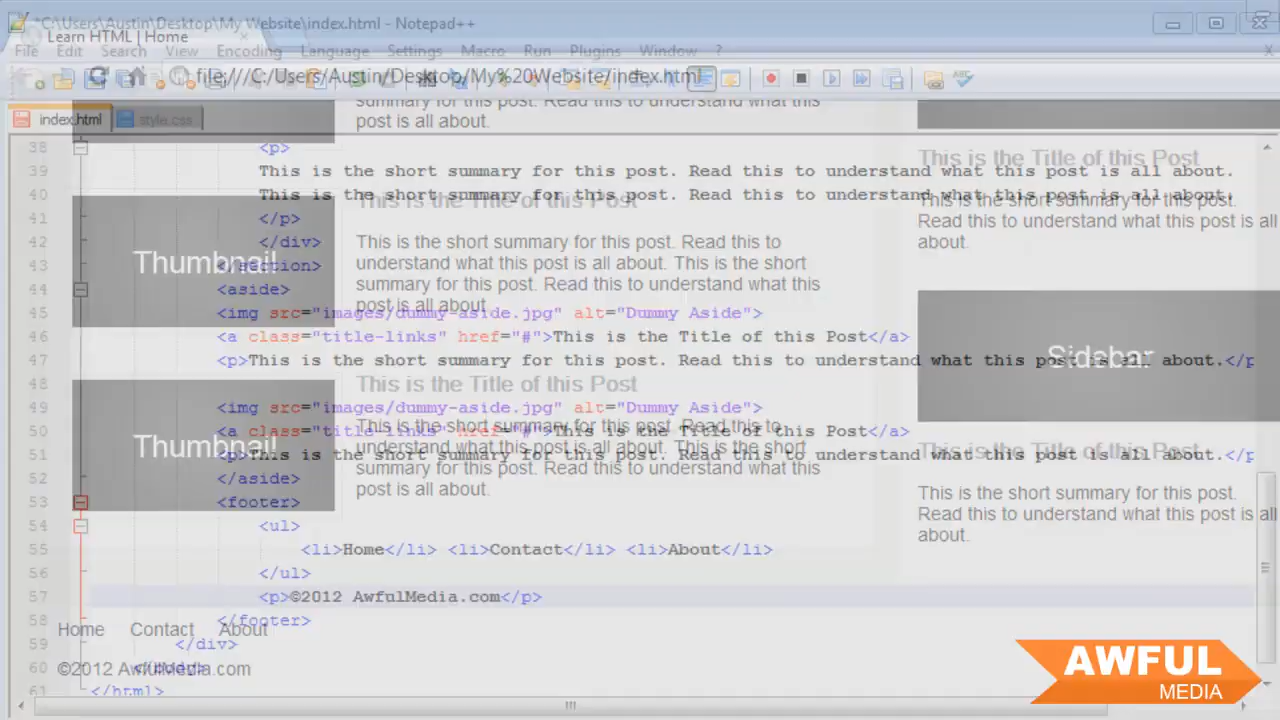 *C:\Users\Austin\Desktop\My Website\index.html - Notepad++
Learn HTML | Home
File Edit Search View Encoding Language Settings Macro Run Plugins Window ?
file:///C:/Users/Austin/Desktop/My%20Website/index.html
index.html style.css
summary for this post. Read this to understand what this
post is all about.
This is the Title of this Post
This is the short summary for this post.
Read this to understand what this post is all
about.
38 <p>
39 This is the short summary for this post. Read this to understand what this post is all about.
40 This is the short summary for this post. Read this to understand what this post is all about.
41 </p>
42 </div>
43 </section>
44 <aside>
45 <img src="images/dummy-aside.jpg" alt="Dummy Aside">
46 <a class="title-links" href="#">This is the Title of this Post</a>
47 <p>This is the short summary for this post. Read this to understand what this post is all about.</p
48
49 <img src="images/dummy-aside.jpg" alt="Dummy Aside">
50 <a class="title-links" href="#">This is the Title of this Post</a>
51 <p>This is the short summary for this post. Read this to understand what this post is all about.</p
52 </aside>
53 <footer>
54 <ul>
55 <li>Home</li> <li>Contact</li> <li>About</li>
56 </ul>
57 <p>©2012 AwfulMedia.com</p>
58 </footer>
59 </div>
60 </body>
61 </html>
Thumbnail
This is the Title of this Post
This is the short summary for this post. Read this to
understand what this post is all about. This is the short
summary for this post. Read this to understand what this
post is all about.
Thumbnail
This is the Title of this Post
This is the short summary for this post. Read this to
understand what this post is all about. This is the short
summary for this post. Read this to understand what this
post is all about.
Sidebar
This is the Title of this Post
This is the short summary for this post.
Read this to understand what this post is all
about.
Home Contact About
©2012 AwfulMedia.com
AWFUL
MEDIA